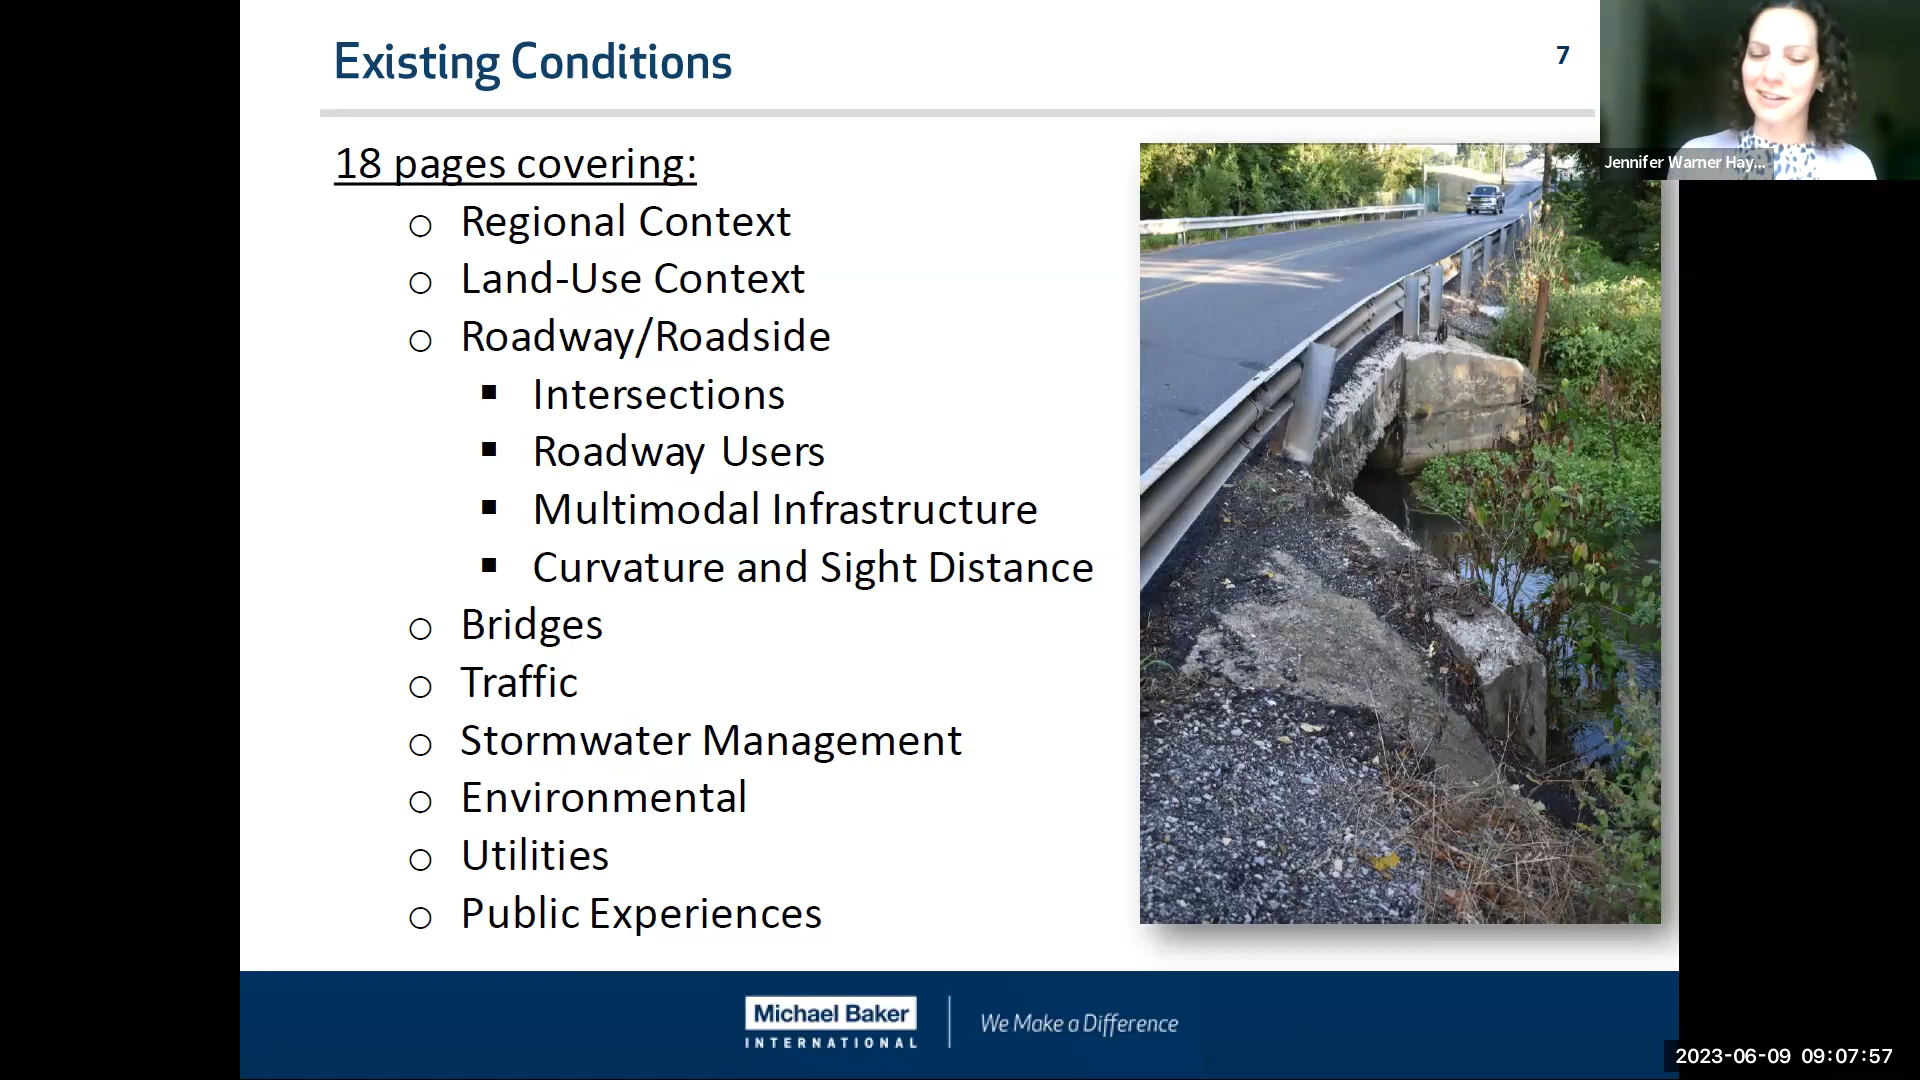 Existing Conditions
7
Jennifer Warner Hay...
18 pages covering:
Regional Context
Land-Use Context
Roadway/Roadside
Intersections
Roadway Users
Multimodal Infrastructure
Curvature and Sight Distance
Bridges
Traffic
Stormwater Management
Environmental
Utilities
Public Experiences
Michael Baker
INTERNATIONAL
We Make a Difference
2023-06-09 09:07:57